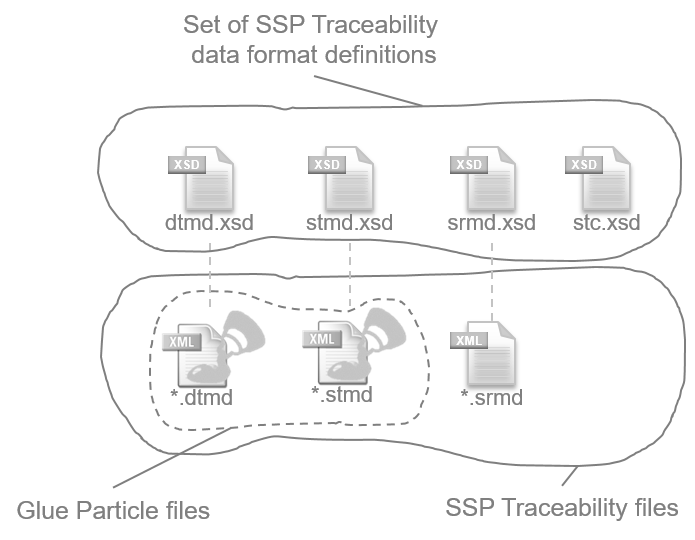 Set of SSP Traceability
data format definitions
XSD XSD XSD XSD
dtmd.xsd stmd.xsd srmd.xsd stc.xsd
XML XML XML
*.dtmd *.stmd *.srmd
Glue Particle files SSP Traceability files